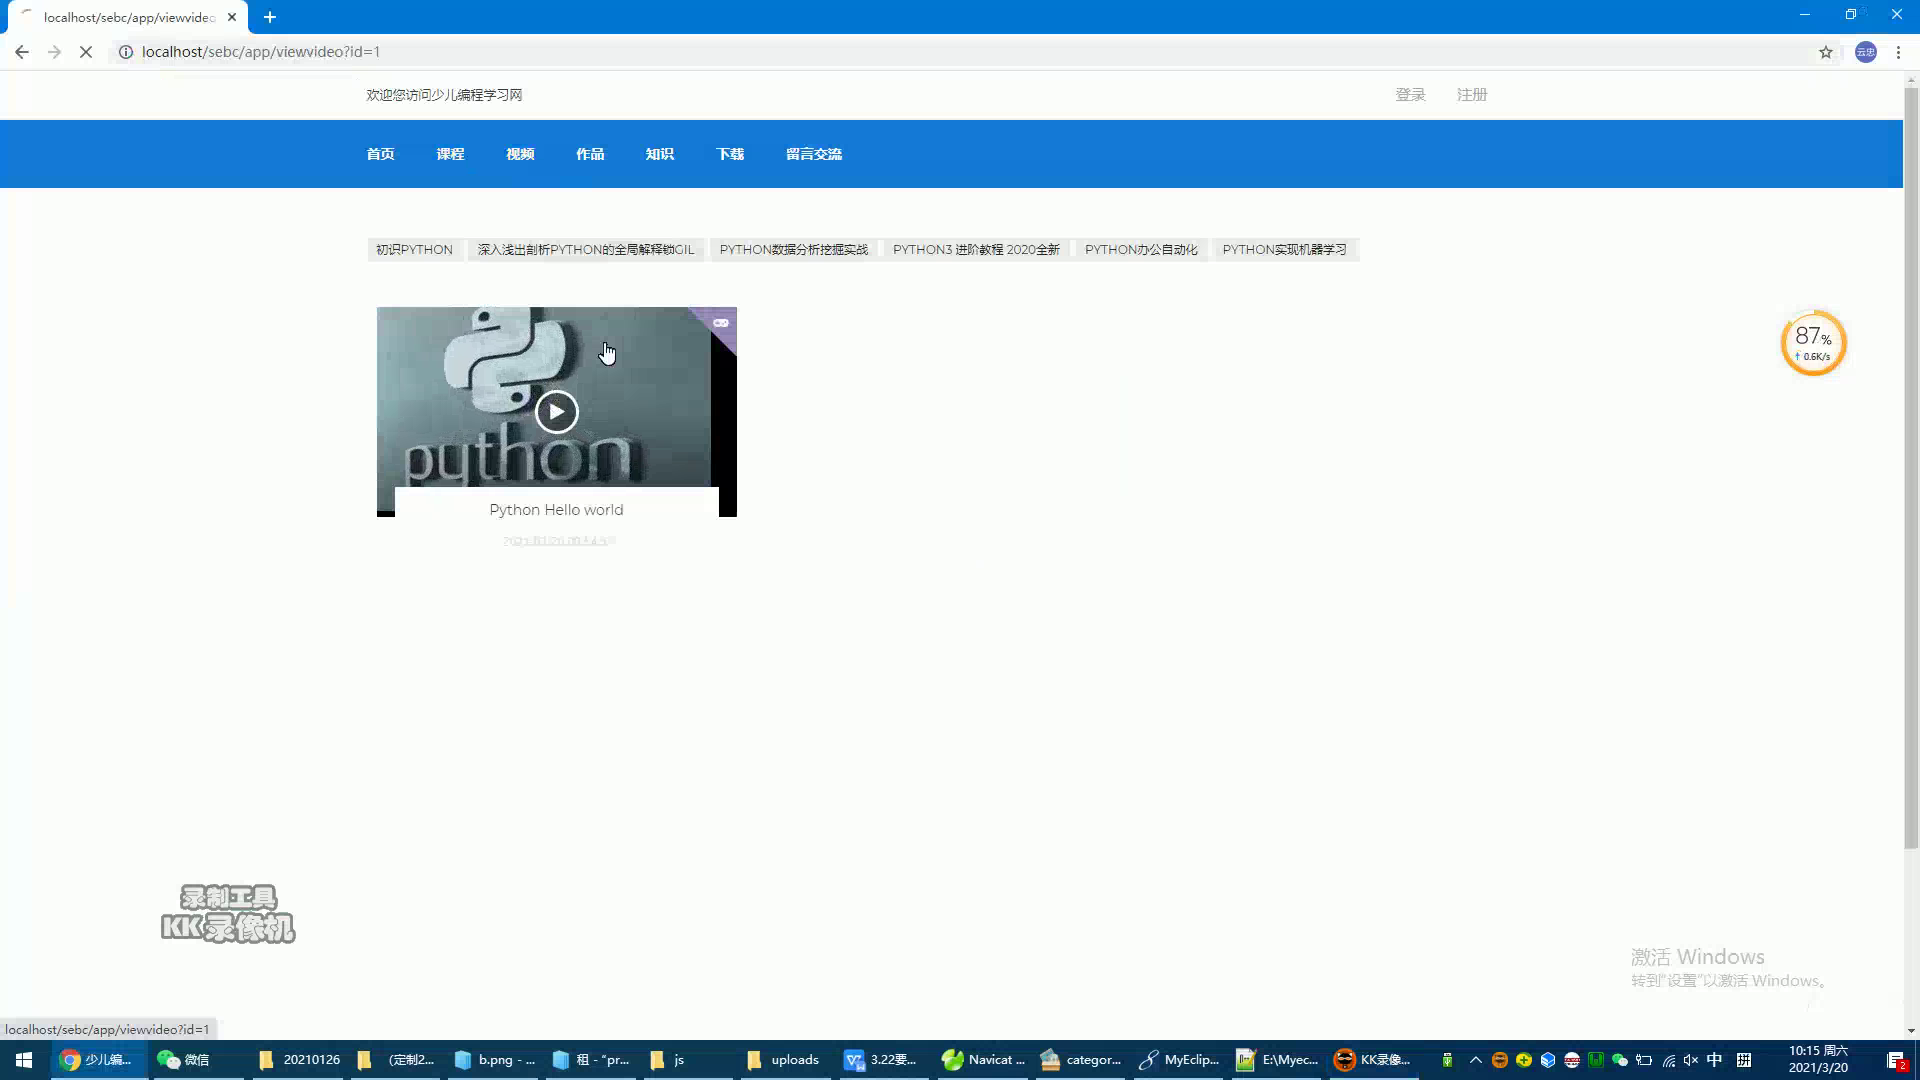 localhost/sebc/app/viewvideo
localhost/sebc/app/viewvideo?id=1
云忠
欢迎您访问少儿编程学习网
登录 注册
首页 课程 视频 作品 知识 下载 留言交流
初识PYTHON 深入浅出剖析PYTHON的全局解释锁GIL PYTHON数据分析挖掘实战 PYTHON3 进阶教程 2020全新 PYTHON办公自动化 PYTHON实现机器学习
python
Python Hello world
87%
↑ 0.6K/s
录制工具
KK录像机
激活 Windows
转到"设置"以激活 Windows。
localhost/sebc/app/viewvideo?id=1
少儿编... 微信 20210126 (定制2... b.png - ... 租 - "pr... js uploads 3.22要... Navicat ... categor... MyEclip... E:\Myec... KK录像... 中 拼 10:15 周六
2021/3/20
2